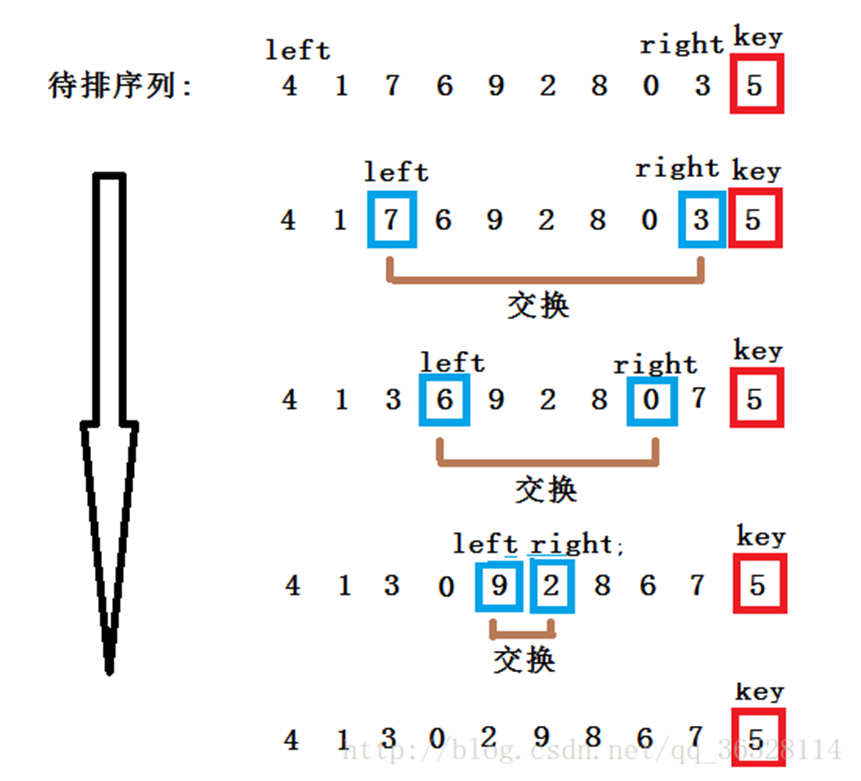 left right key
待排序列: 4 1 7 6 9 2 8 0 3 5
left right key
4 1 7 6 9 2 8 0 3 5
交换
left right key
4 1 3 6 9 2 8 0 7 5
交换
left right; key
4 1 3 0 9 2 8 6 7 5
交换
key
4 1 3 0 2 9 8 6 7 5
http://blog.csdn.net/qq_36528114